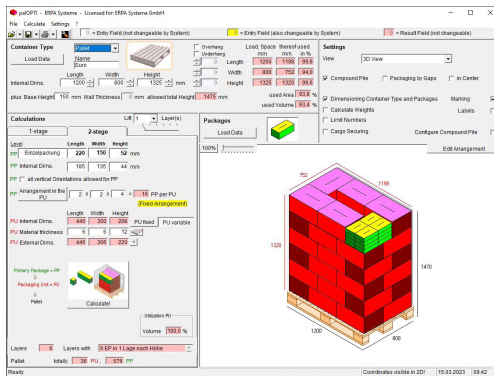 palOPTI - ERPA Systeme - Licensed for: ERPA Systeme GmbH
File Calculate Settings ?
0 = Entry Field (not changeable by System) 0 = Entry Field (also changeable by System) 0 = Result Field (not changeable)
Container Type Pallet
Load Data Name
Euro
Length Width Height
Internal Dims. 1200 800 1325 mm
plus Base Height 150 mm Wall Thickness 0 mm allowed total Height 1475 mm
Overhang Load. Space thereof used
Underhang mm mm in %
0 Length 1200 1198 99,8
0 Width 800 752 94,0
0 Height 1325 1320 99,6
used Area 93,8 %
used Volume 93,4 %
Settings
View 3D View
Compound Pile Packaging by Gaps in Center
Dimensioning Container Type and Packages Marking
Calculate Weights Labels
Limit Numbers
Cargo Securing Configure Compound Pile
Edit Arrangement
Calculations Lift 1 Layer(s)
1-stage 2-stage
Level Length Width Height
PP Einzelpackung 220 150 52 mm
PP Internal Dims. 185 135 44 mm
PP all vertical Orientations allowed for PP
PP Arrangement in the PU 2 x 2 x 4 = 16 PP per PU
(Fixed Arrangement)
Length Width Height
PU Internal Dims. 440 300 208 PU fixed PU variable
PU Material thickness 6 6 12
PU External Dims. 446 306 220 <
Primary Package = PP
Packaging Unit = PU
Pallet
Calculate!
Utilization PU
Volume 100,0 %
Layers 6 Layers with 6 EP in 1 Lage nach Höhe
Pallet totally: 36 PU, 576 PP
Packages
Load Data
100%
752
1198
1320
1470
1200
800
Ready Coordinates visible in 2D! 15.03.2023 09:42